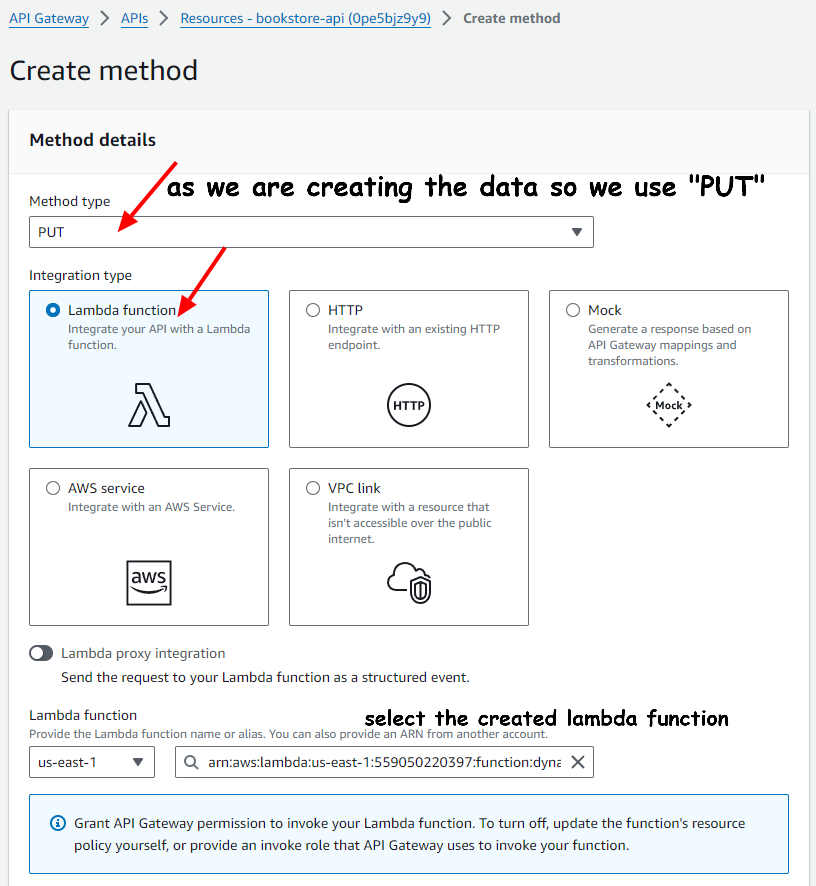 API Gateway > APIs > Resources - bookstore-api (0pe5bjz9y9) > Create method
Create method
Method details
as we are creating the data so we use "PUT"
Method type
PUT
Integration type
Lambda function
Integrate your API with a Lambda
function.
HTTP
Integrate with an existing HTTP
endpoint.
HTTP
Mock
Generate a response based on
API Gateway mappings and
transformations.
Mock
AWS service
Integrate with an AWS Service.
aws
VPC link
Integrate with a resource that
isn't accessible over the public
internet.
Lambda proxy integration
Send the request to your Lambda function as a structured event.
Lambda function
select the created lambda function
Provide the Lambda function name or alias. You can also provide an ARN from another account.
us-east-1
arn:aws:lambda:us-east-1:559050220397:function:dyna
Grant API Gateway permission to invoke your Lambda function. To turn off, update the function's resource
policy yourself, or provide an invoke role that API Gateway uses to invoke your function.